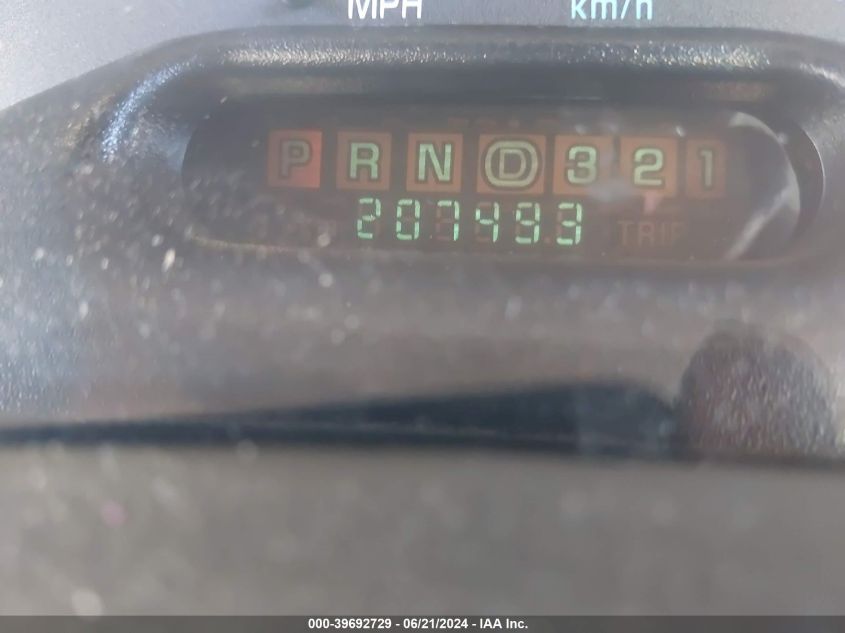 MPH km/h
P R N D 3 2 1
207493 TRIP
000-39692729 - 06/21/2024 - IAA Inc.